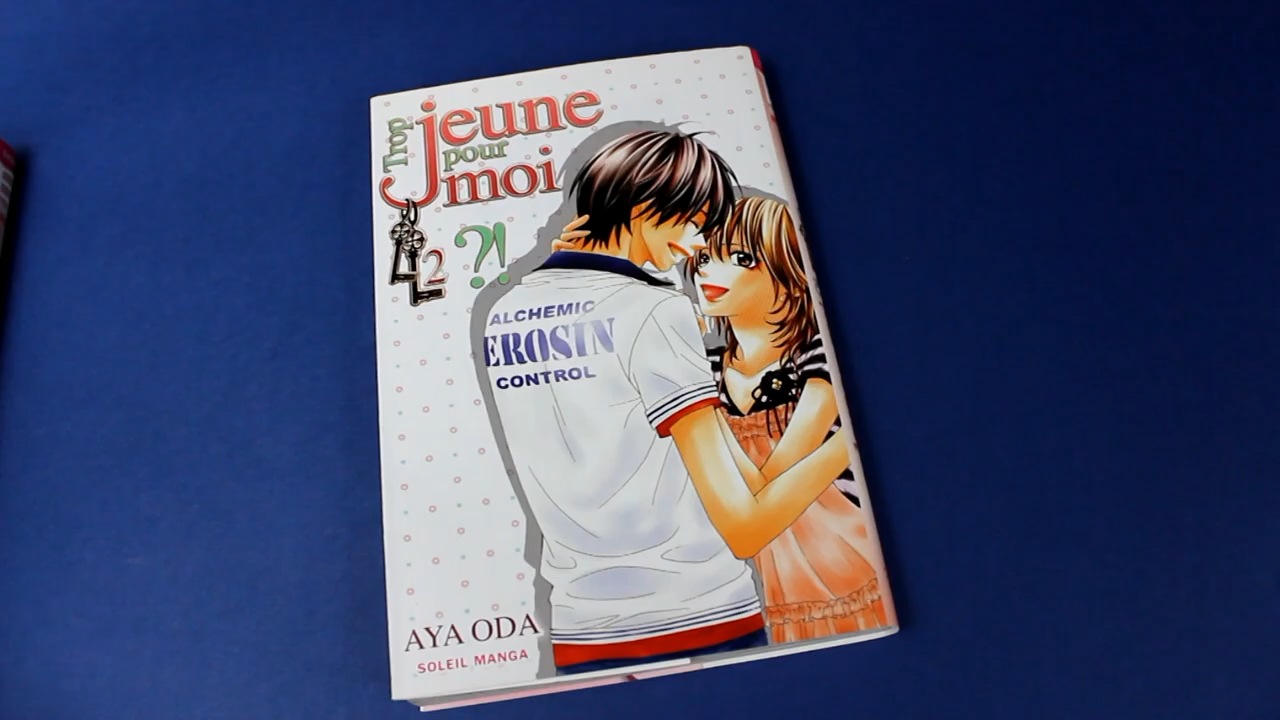 Trop
jeune
pour
moi
2 ?!
ALCHEMIC
EROSIN
CONTROL
AYA ODA
SOLEIL MANGA